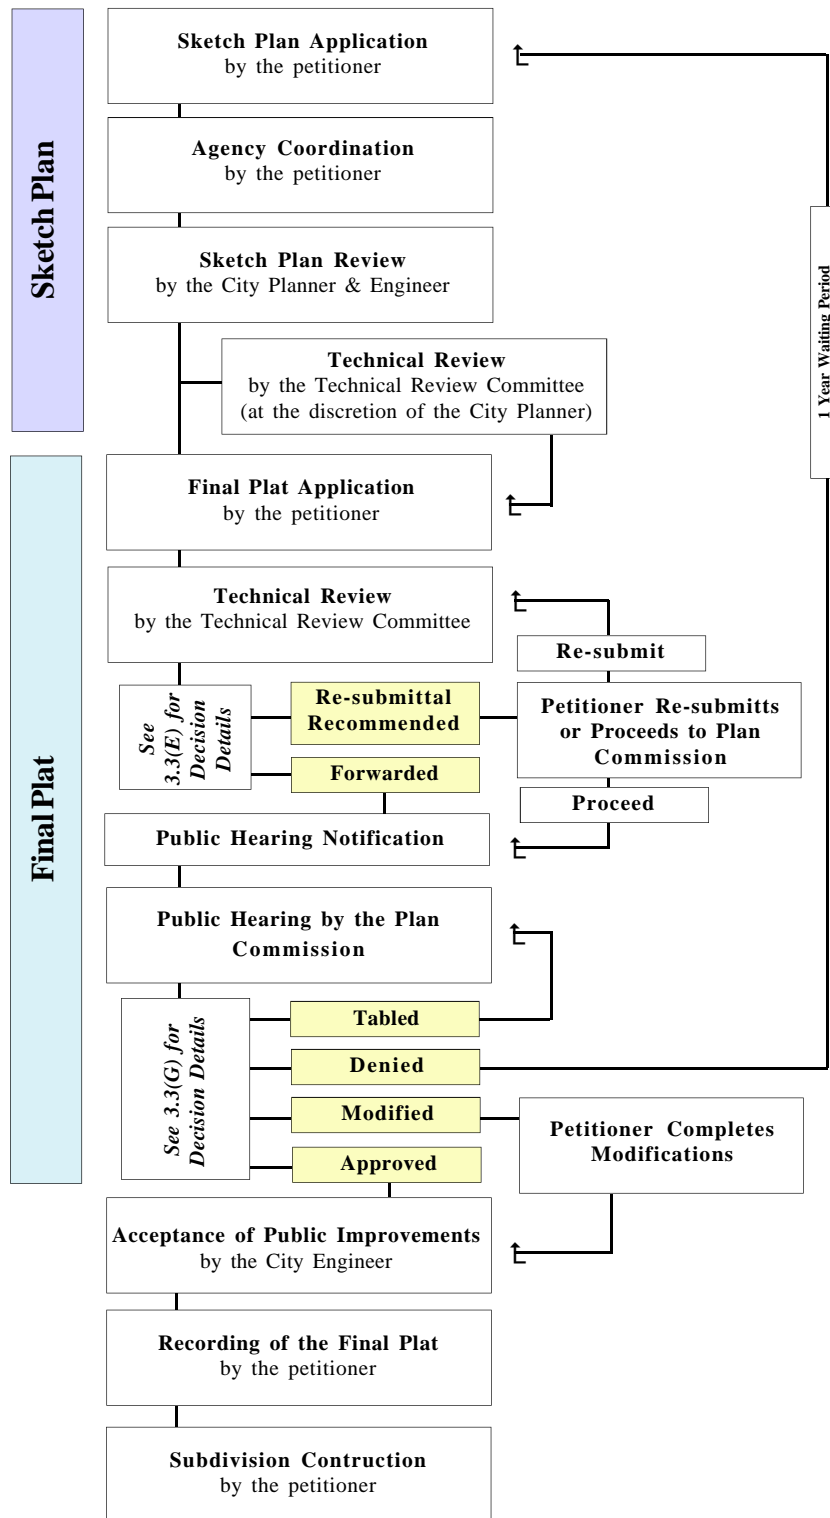 Sketch Plan
Sketch Plan Application
by the petitioner
Agency Coordination
by the petitioner
Sketch Plan Review
by the City Planner & Engineer
Technical Review
by the Technical Review Committee
(at the discretion of the City Planner)
1 Year Waiting Period
Final Plat
Final Plat Application
by the petitioner
Technical Review
by the Technical Review Committee
Re-submit
See
3.3(E) for
Decision
Details
Re-submittal
Recommended
Petitioner Re-submits
or Proceeds to Plan
Commission
Forwarded
Proceed
Public Hearing Notification
Public Hearing by the Plan
Commission
See 3.3(G) for
Decision Details
Tabled
Denied
Modified
Petitioner Completes
Modifications
Approved
Acceptance of Public Improvements
by the City Engineer
Recording of the Final Plat
by the petitioner
Subdivision Contruction
by the petitioner